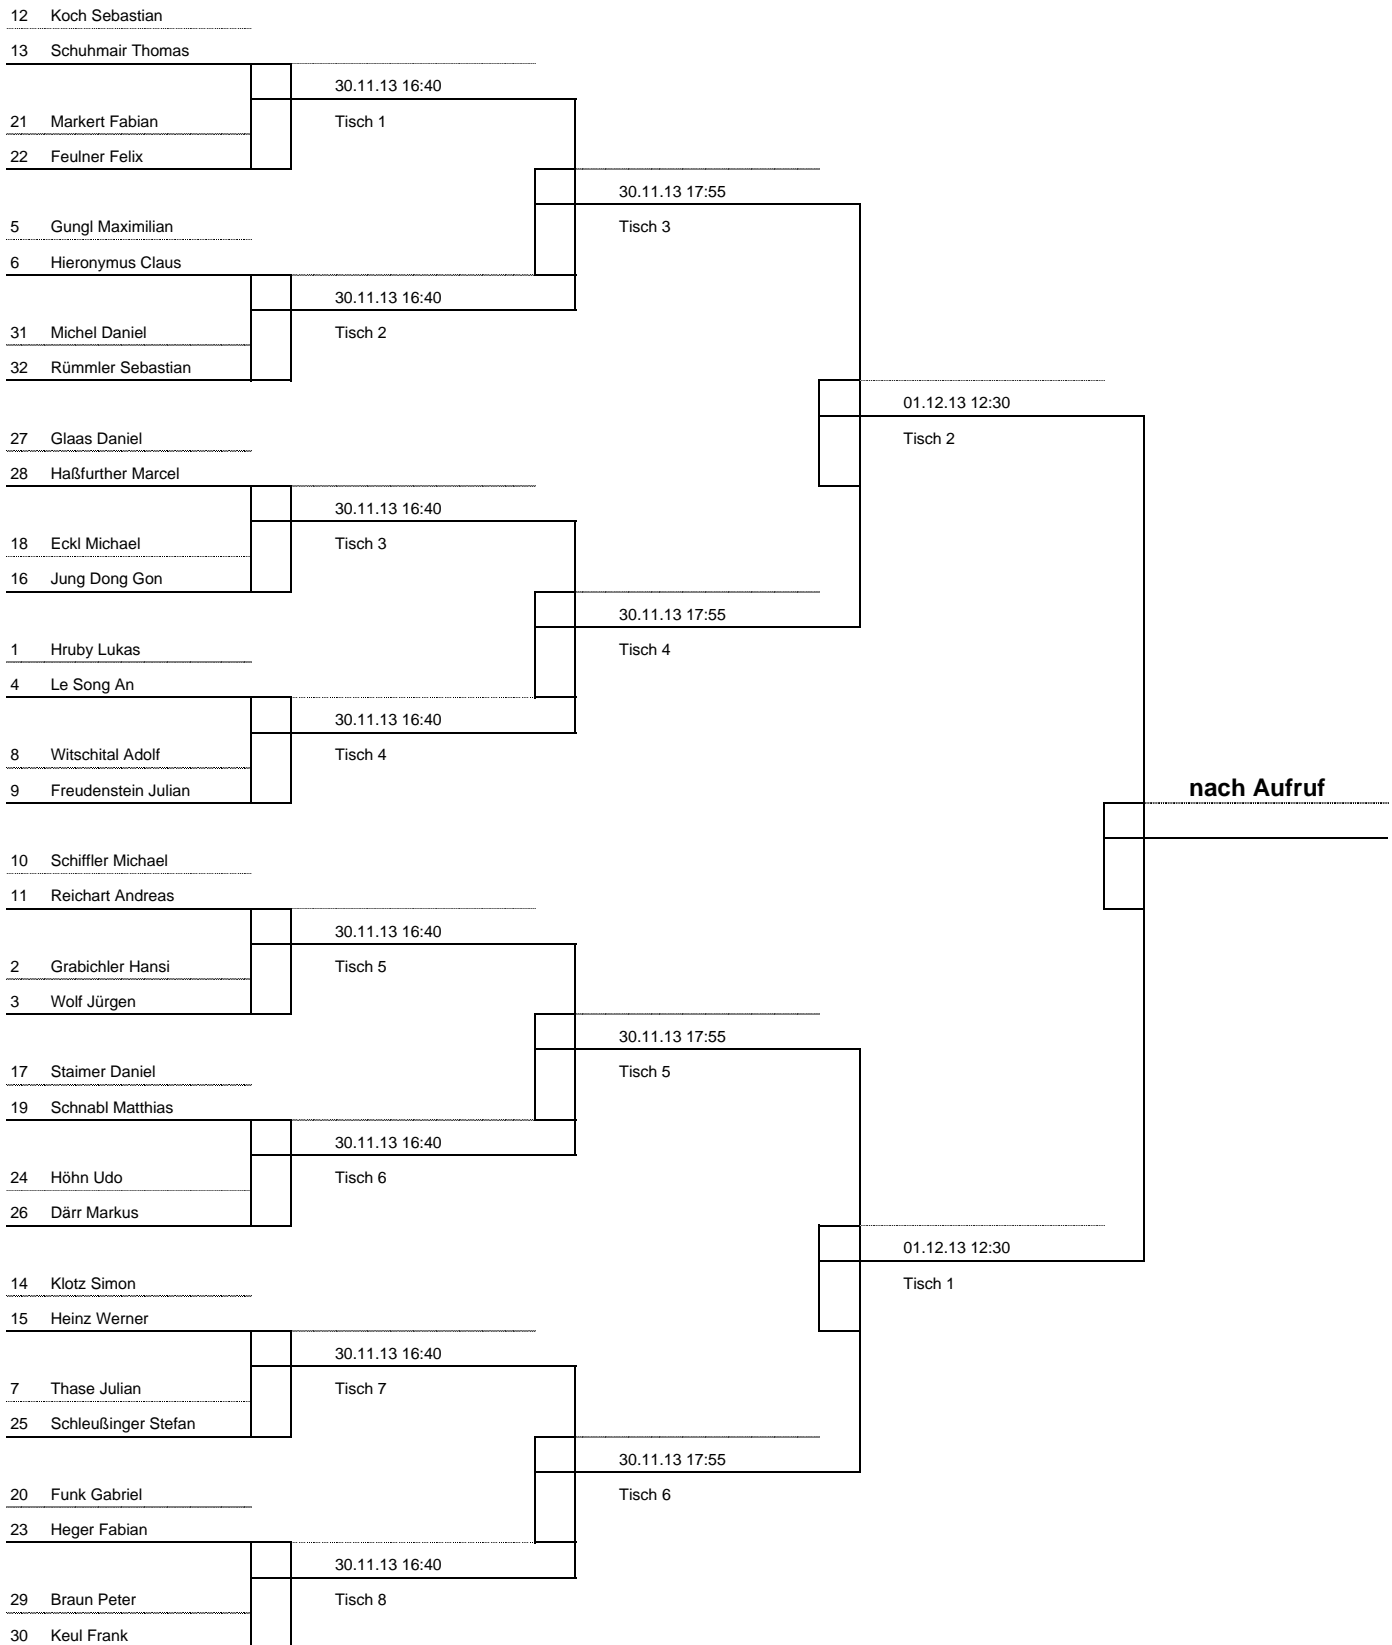 12 Koch Sebastian
13 Schuhmair Thomas
30.11.13 16:40
21 Markert Fabian Tisch 1
22 Feulner Felix
30.11.13 17:55
5 Gungl Maximilian Tisch 3
6 Hieronymus Claus
30.11.13 16:40
31 Michel Daniel Tisch 2
32 Rümmler Sebastian
01.12.13 12:30
27 Glaas Daniel Tisch 2
28 Haßfurther Marcel
30.11.13 16:40
18 Eckl Michael Tisch 3
16 Jung Dong Gon
30.11.13 17:55
1 Hruby Lukas Tisch 4
4 Le Song An
30.11.13 16:40
8 Witschital Adolf Tisch 4
9 Freudenstein Julian nach Aufruf
10 Schiffler Michael
11 Reichart Andreas
30.11.13 16:40
2 Grabichler Hansi Tisch 5
3 Wolf Jürgen
30.11.13 17:55
17 Staimer Daniel Tisch 5
19 Schnabl Matthias
30.11.13 16:40
24 Höhn Udo Tisch 6
26 Därr Markus
01.12.13 12:30
14 Klotz Simon Tisch 1
15 Heinz Werner
30.11.13 16:40
7 Thase Julian Tisch 7
25 Schleußinger Stefan
30.11.13 17:55
20 Funk Gabriel Tisch 6
23 Heger Fabian
30.11.13 16:40
29 Braun Peter Tisch 8
30 Keul Frank